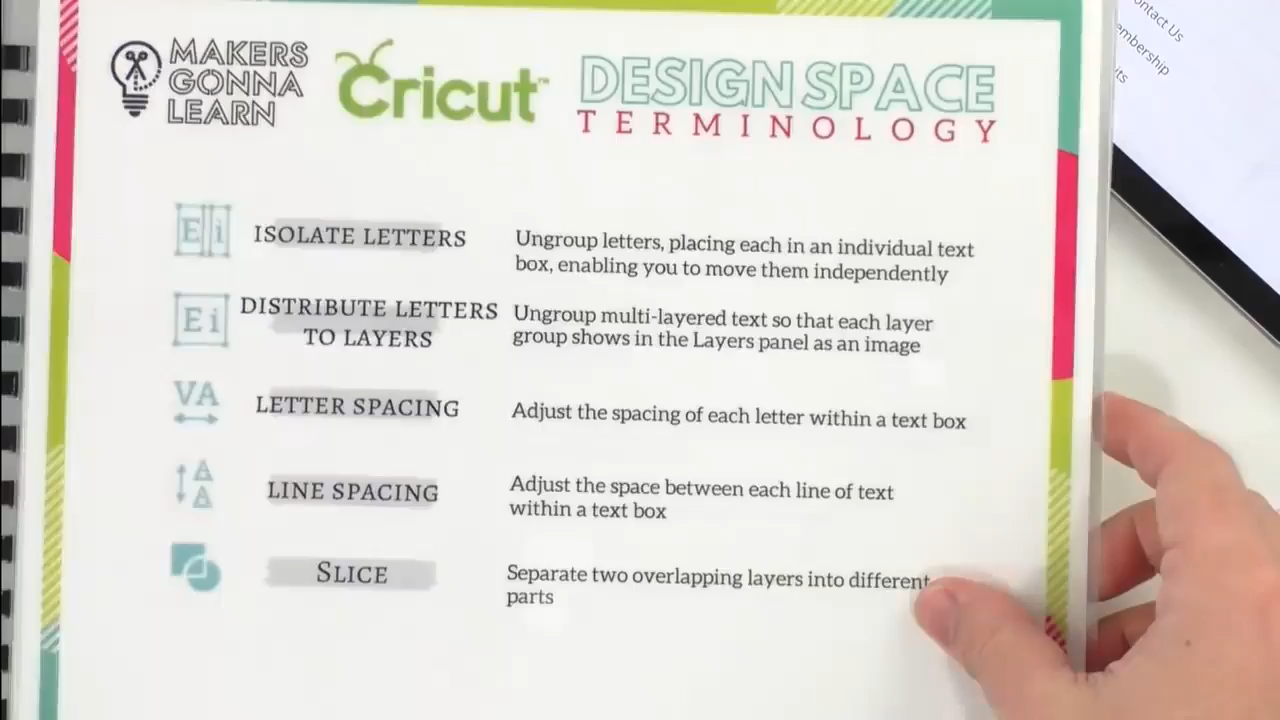 MAKERS
GONNA
LEARN
Cricut™
DESIGN SPACE
TERMINOLOGY
Ei
ISOLATE LETTERS
Ungroup letters, placing each in an individual text
box, enabling you to move them independently
Ei
DISTRIBUTE LETTERS
TO LAYERS
Ungroup multi-layered text so that each layer
group shows in the Layers panel as an image
VA
LETTER SPACING
Adjust the spacing of each letter within a text box
A
A
LINE SPACING
Adjust the space between each line of text
within a text box
SLICE
Separate two overlapping layers into different
parts
Us